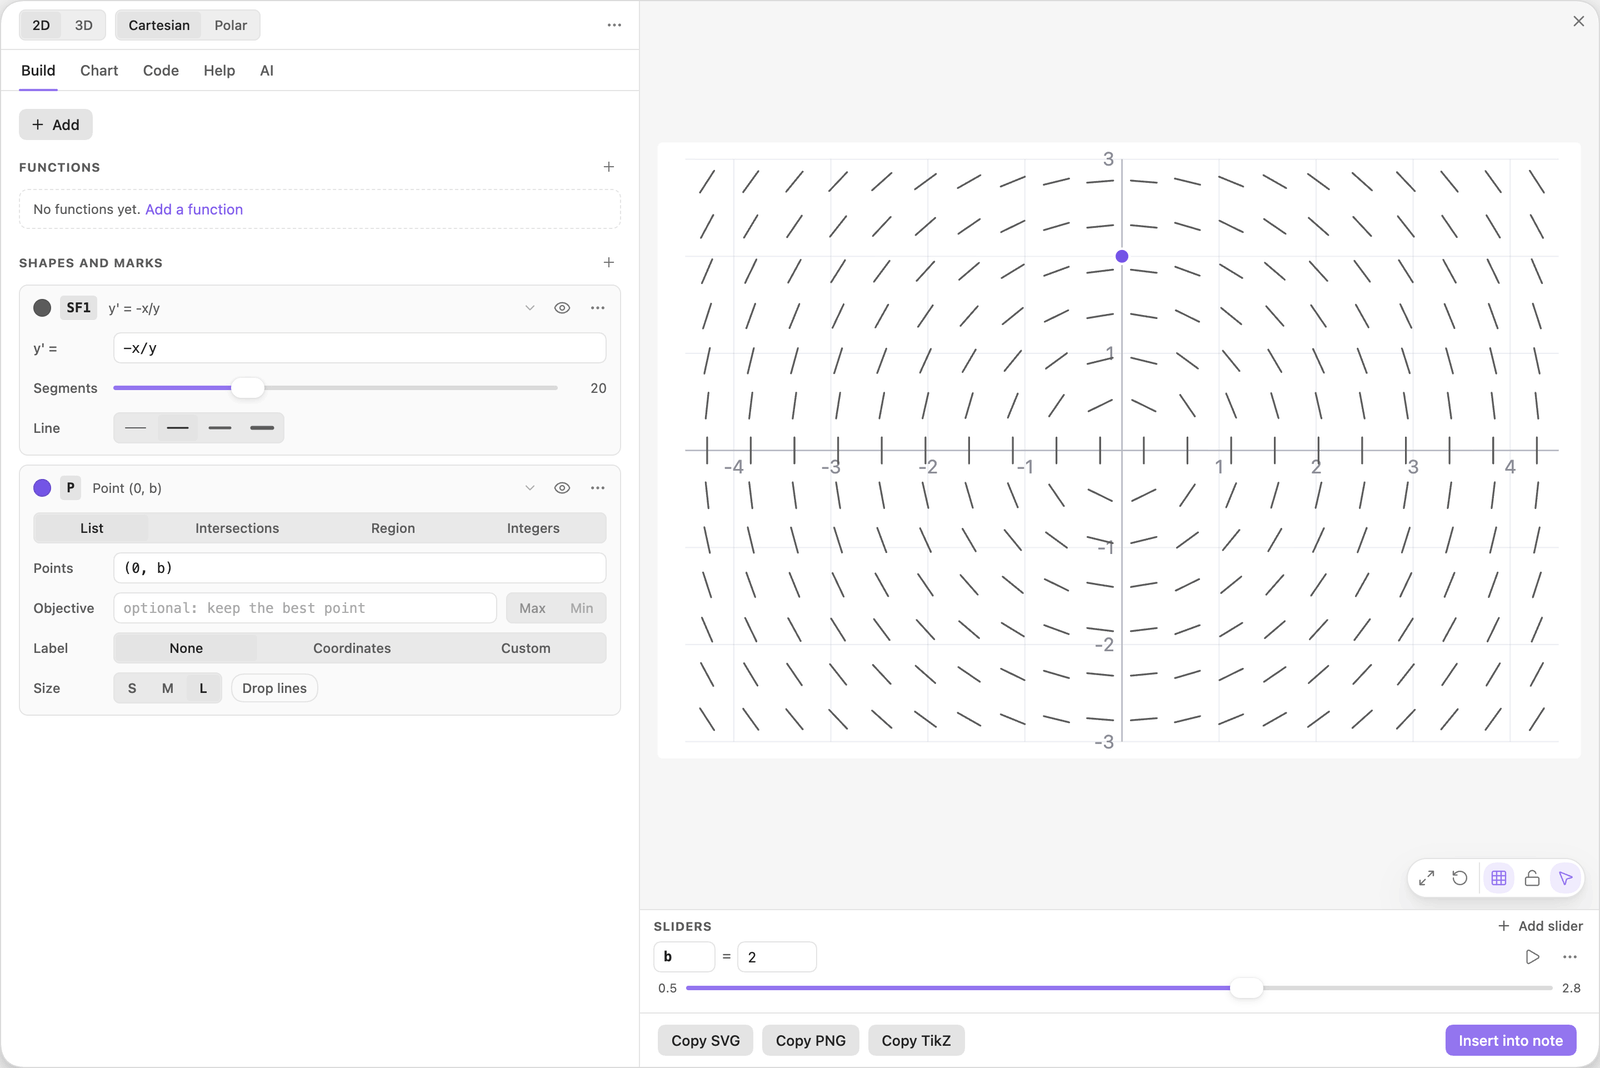 2D 3D Cartesian Polar
Build Chart Code Help AI
+ Add
FUNCTIONS
No functions yet. Add a function
SHAPES AND MARKS
SF1 y' = -x/y
y' = −x/y
Segments 20
Line
P Point (0, b)
List Intersections Region Integers
Points (0, b)
Objective optional: keep the best point Max Min
Label None Coordinates Custom
Size S M L Drop lines
3
1
-4 -3 -2 -1 1 2 3 4
-1
-2
-3
SLIDERS + Add slider
b = 2
0.5 2.8
Copy SVG Copy PNG Copy TikZ Insert into note